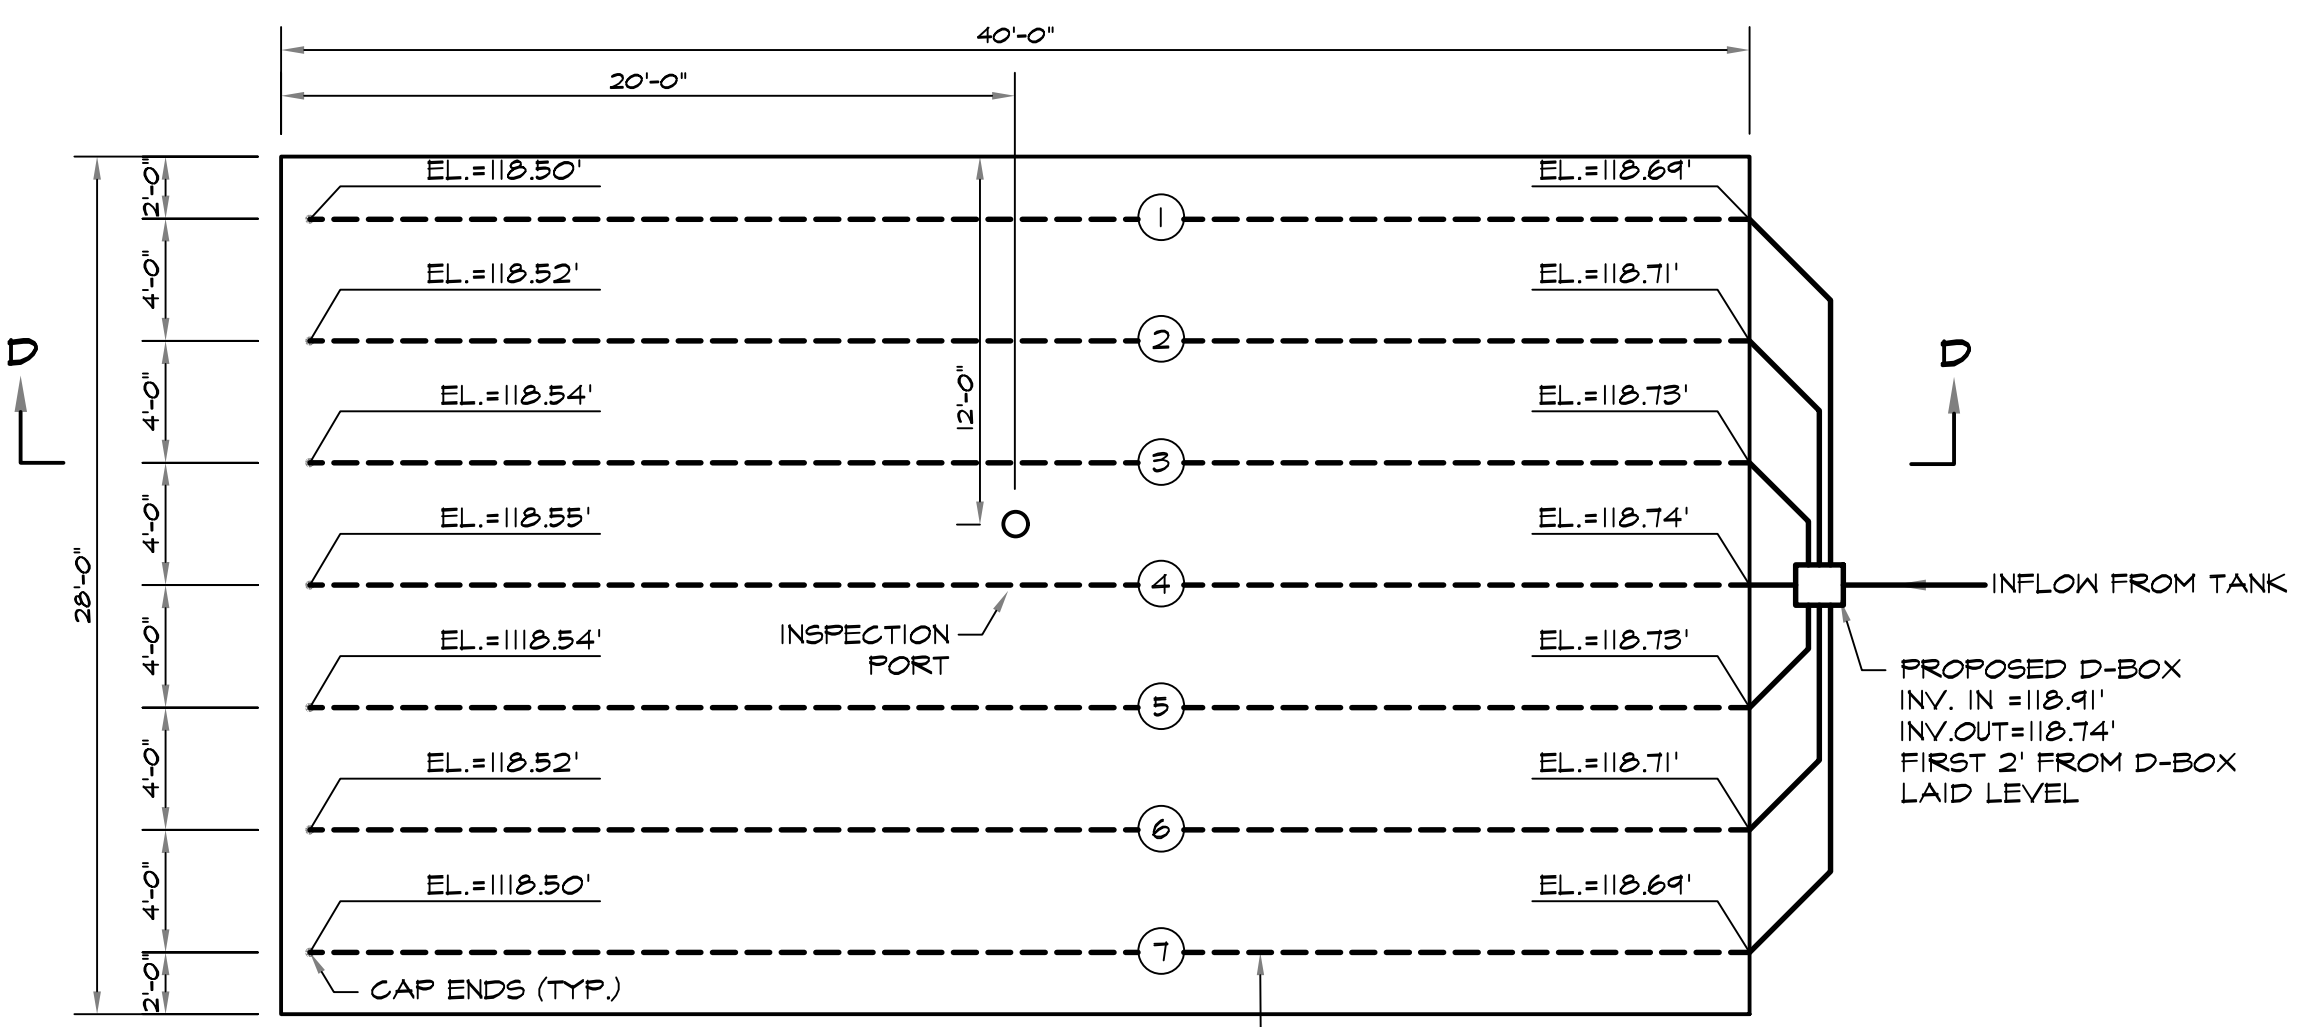 40'-0"
20'-0"
2'-0"
EL.=118.50'
EL.=118.69'
1
4'-0"
EL.=118.52'
EL.=118.71'
2
D
D
4'-0"
12'-0"
EL.=118.54'
EL.=118.73'
3
4'-0"
EL.=118.55'
EL.=118.74'
28'-0"
4
INFLOW FROM TANK
4'-0"
EL.=1118.54'
INSPECTION
PORT
EL.=118.73'
5
PROPOSED D-BOX
INV. IN =118.91'
INV.OUT=118.74'
FIRST 2' FROM D-BOX
LAID LEVEL
4'-0"
EL.=118.52'
EL.=118.71'
6
4'-0"
EL.=1118.50'
EL.=118.69'
7
2'-0"
CAP ENDS (TYP.)